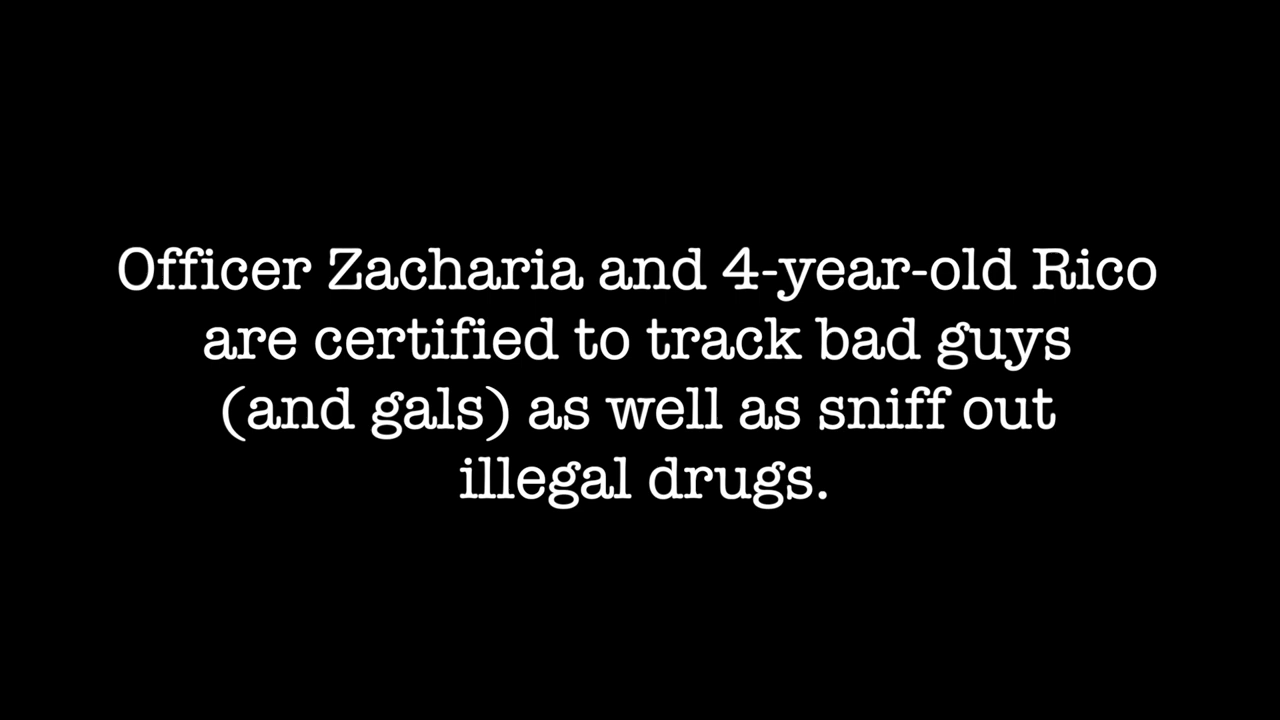 Officer Zacharia and 4-year-old Rico
are certified to track bad guys
(and gals) as well as sniff out
illegal drugs.